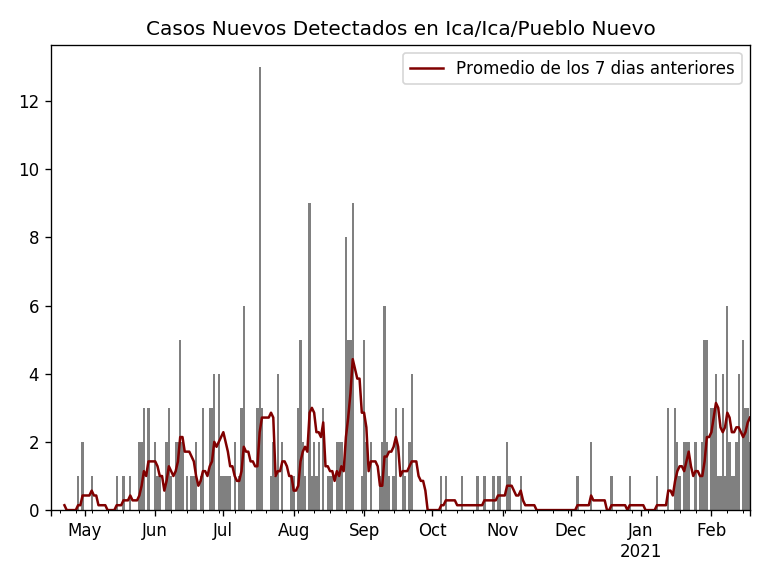 Casos Nuevos Detectados en Ica/Ica/Pueblo Nuevo
Promedio de los 7 dias anteriores
12
10
8
6
4
2
0
May Jun Jul Aug Sep Oct Nov Dec Jan Feb
2021